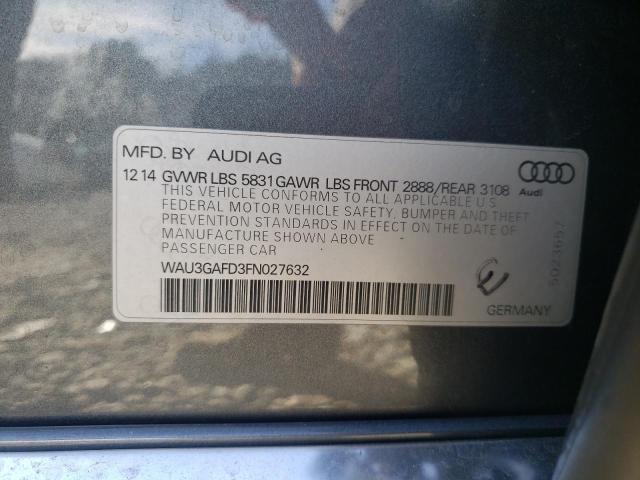 MFD. BY AUDI AG
12 14 GVWR LBS 5831 GAWR LBS FRONT 2888/REAR 3108
Audi
THIS VEHICLE CONFORMS TO ALL APPLICABLE U.S.
FEDERAL MOTOR VEHICLE SAFETY, BUMPER AND THEFT
PREVENTION STANDARDS IN EFFECT ON THE DATE OF
MANUFACTURE SHOWN ABOVE
PASSENGER CAR
WAU3GAFD3FN027632
5023657
GERMANY